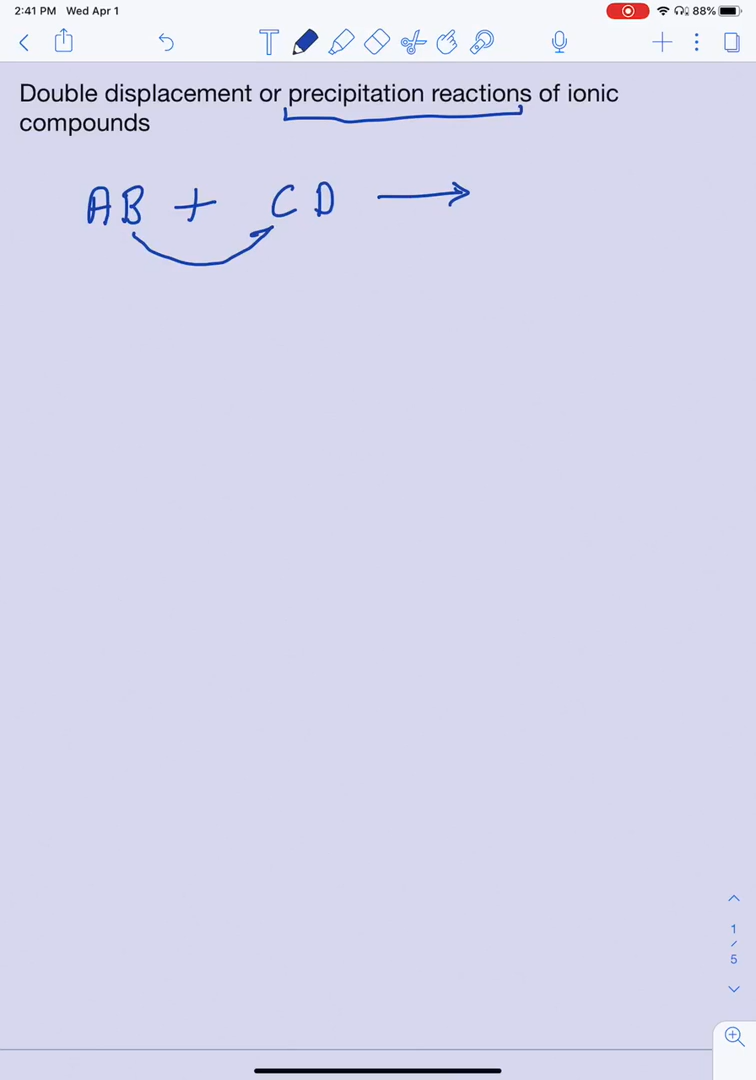 2:41 PM Wed Apr 1 88%
Double displacement or precipitation reactions of ionic
compounds
AB + CD →
1
/
5